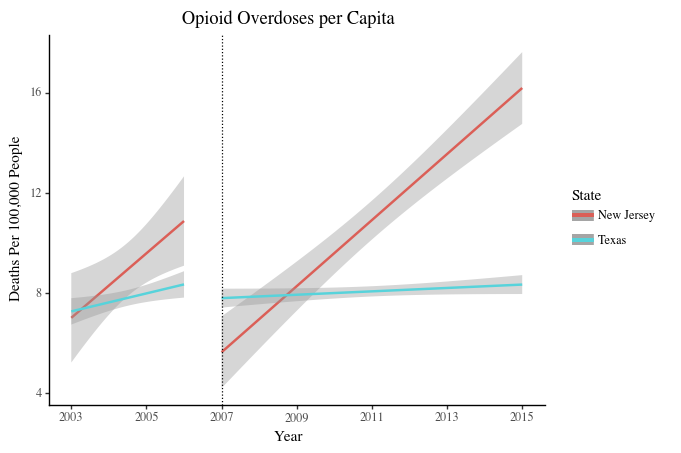 Opioid Overdoses per Capita
Deaths Per 100,000 People
16
12
8
4
2003
2005
2007
2009
2011
2013
2015
Year
State
New Jersey
Texas